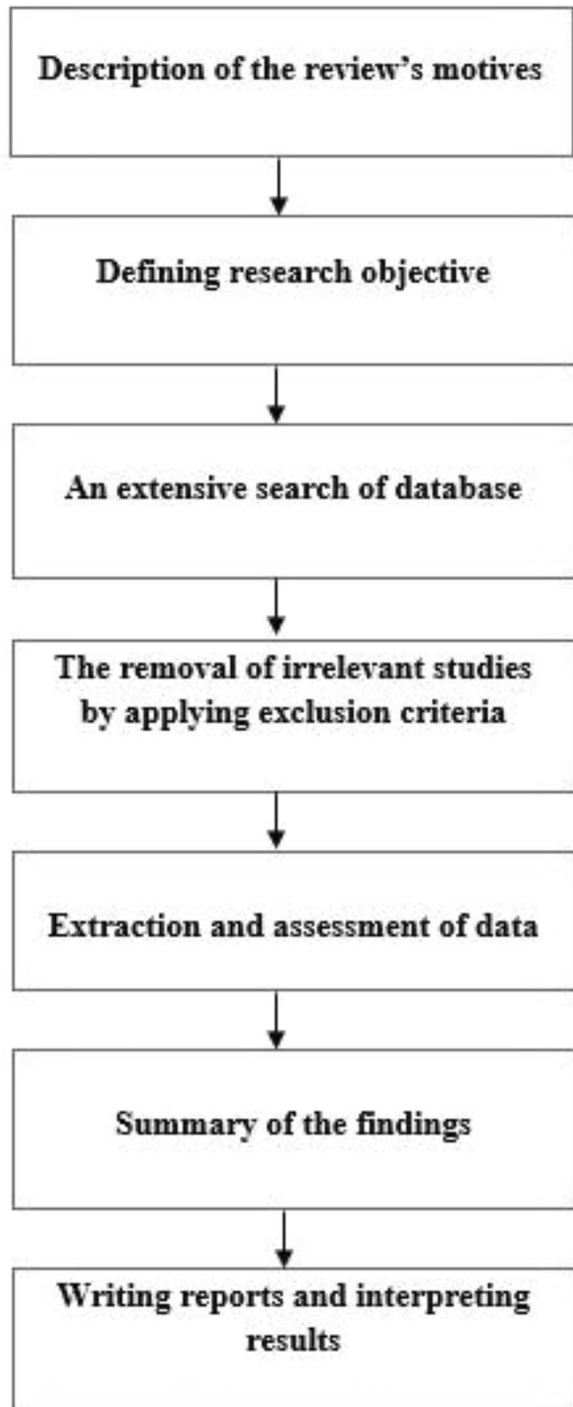 Description of the review’s motives
Defining research objective
An extensive search of database
The removal of irrelevant studies
by applying exclusion criteria
Extraction and assessment of data
Summary of the findings
Writing reports and interpreting
results